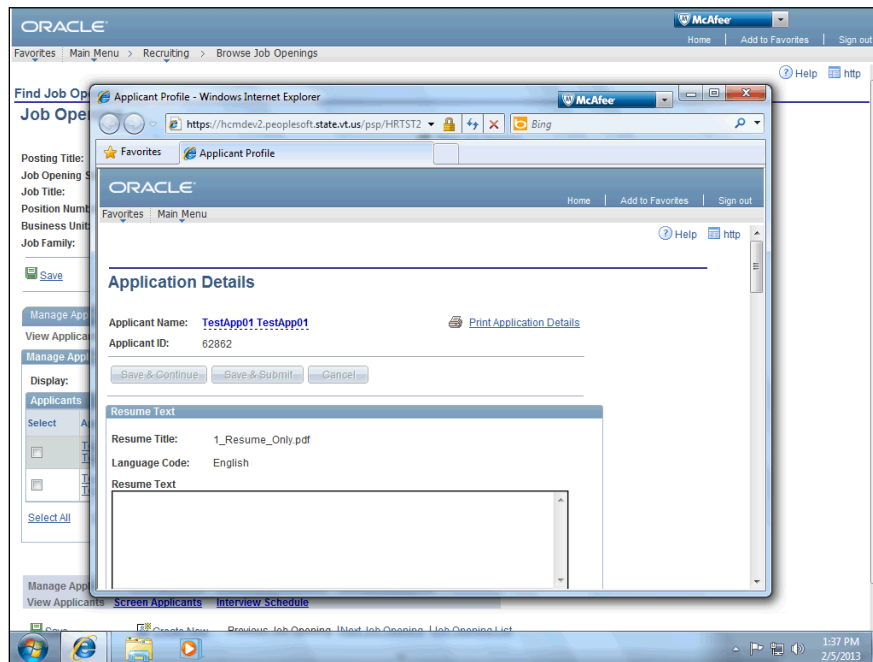 ORACLE
McAfee
Home | Add to Favorites | Sign out
Favorites Main Menu > Recruiting > Browse Job Openings
Help http
Find Job Op
Job Ope
Posting Title:
Job Opening S
Job Title:
Position Numb
Business Unit:
Job Family:
Save
Manage App
View Applica
Manage Appl
Display:
Applicants
Select A
Select All
Manage Appl
View Applicants Screen Applicants Interview Schedule
Save Create New Previous Job Opening | Next Job Opening | Job Opening List
Applicant Profile - Windows Internet Explorer
McAfee
https://hcmdev2.peoplesoft.state.vt.us/psp/HRTST2
Bing
Favorites Applicant Profile
ORACLE
Home | Add to Favorites | Sign out
Favorites Main Menu
Help http
Application Details
Applicant Name: TestApp01 TestApp01 Print Application Details
Applicant ID: 62862
Save & Continue Save & Submit Cancel
Resume Text
Resume Title: 1_Resume_Only.pdf
Language Code: English
Resume Text
1:37 PM
2/5/2013